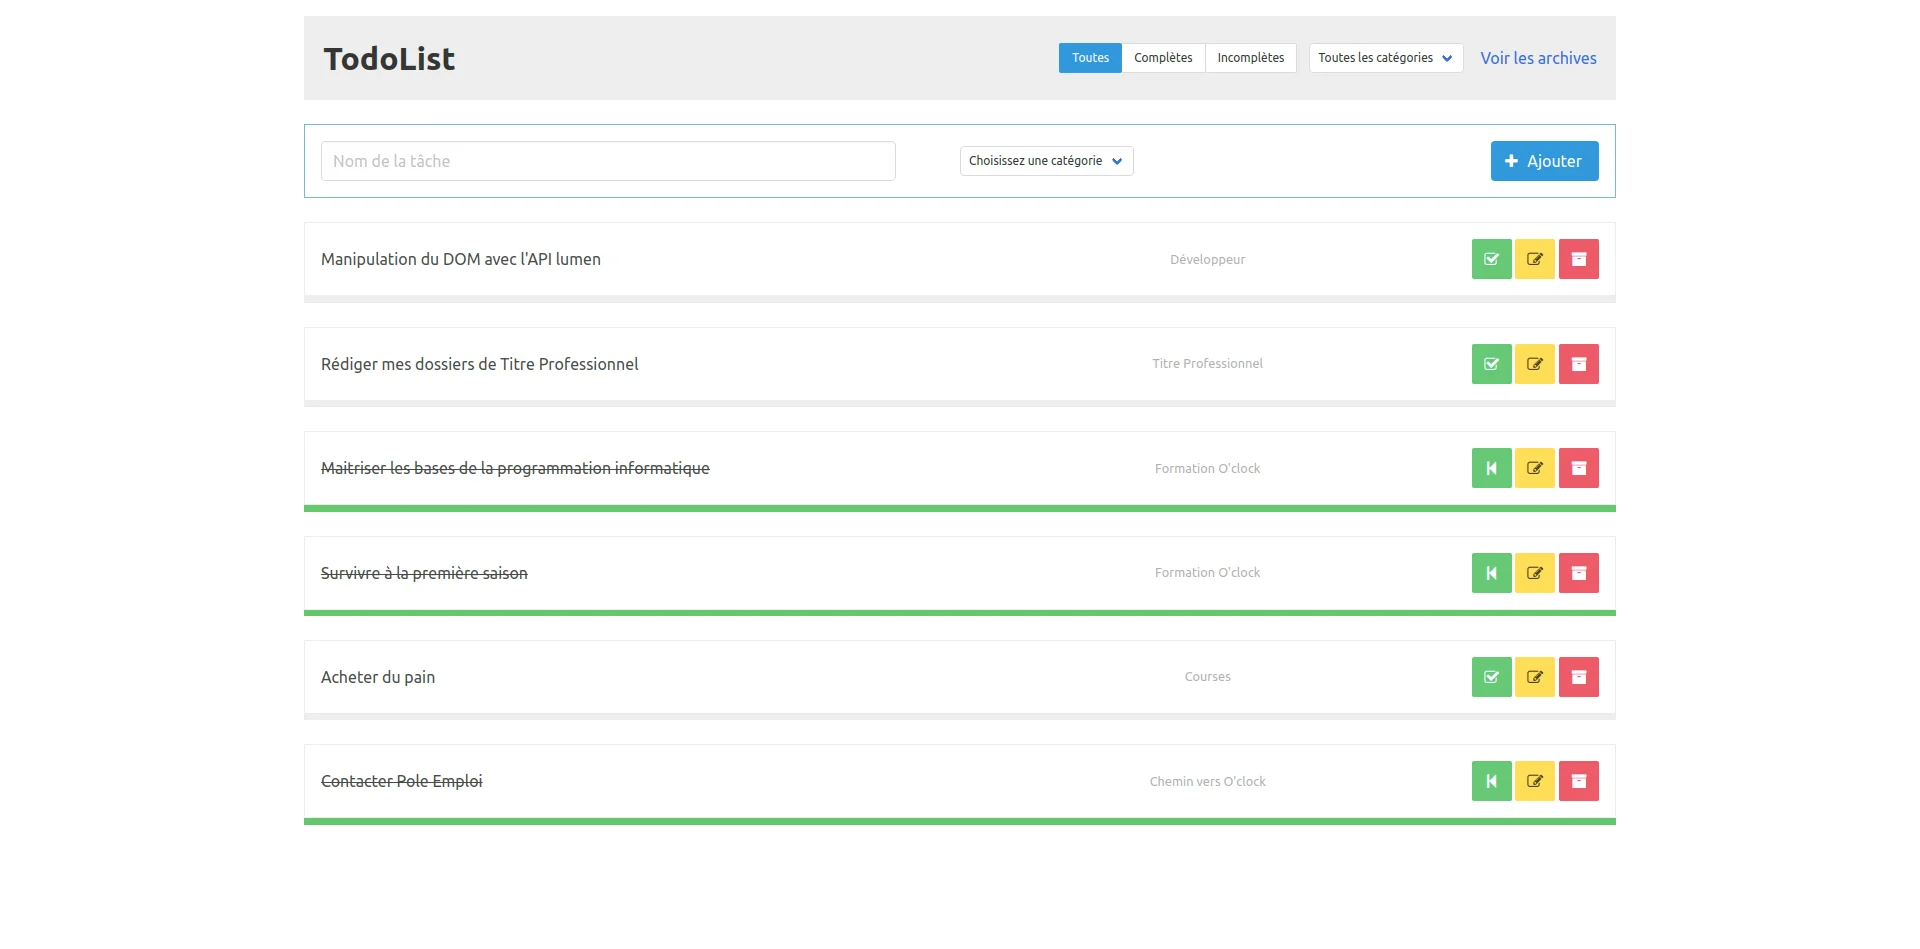 TodoList
Toutes Complètes Incomplètes Toutes les catégories Voir les archives
Nom de la tâche Choisissez une catégorie Ajouter
Manipulation du DOM avec l'API lumen Développeur
Rédiger mes dossiers de Titre Professionnel Titre Professionnel
Maitriser les bases de la programmation informatique Formation O'clock
Survivre à la première saison Formation O'clock
Acheter du pain Courses
Contacter Pole Emploi Chemin vers O'clock